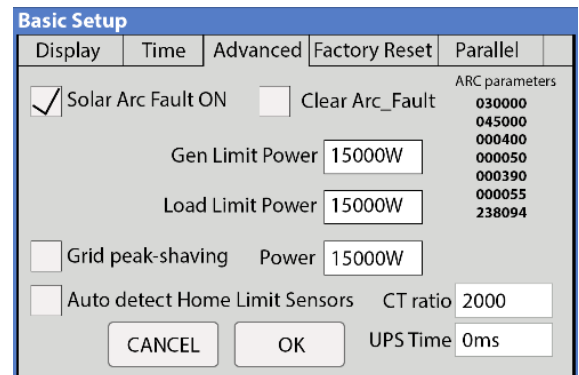 Basic Setup
Display Time Advanced Factory Reset Parallel
Solar Arc Fault ON Clear Arc_Fault
ARC parameters
030000
045000
000400
000050
000390
000055
238094
Gen Limit Power 15000W
Load Limit Power 15000W
Grid peak-shaving Power 15000W
Auto detect Home Limit Sensors CT ratio 2000
CANCEL OK UPS Time 0ms